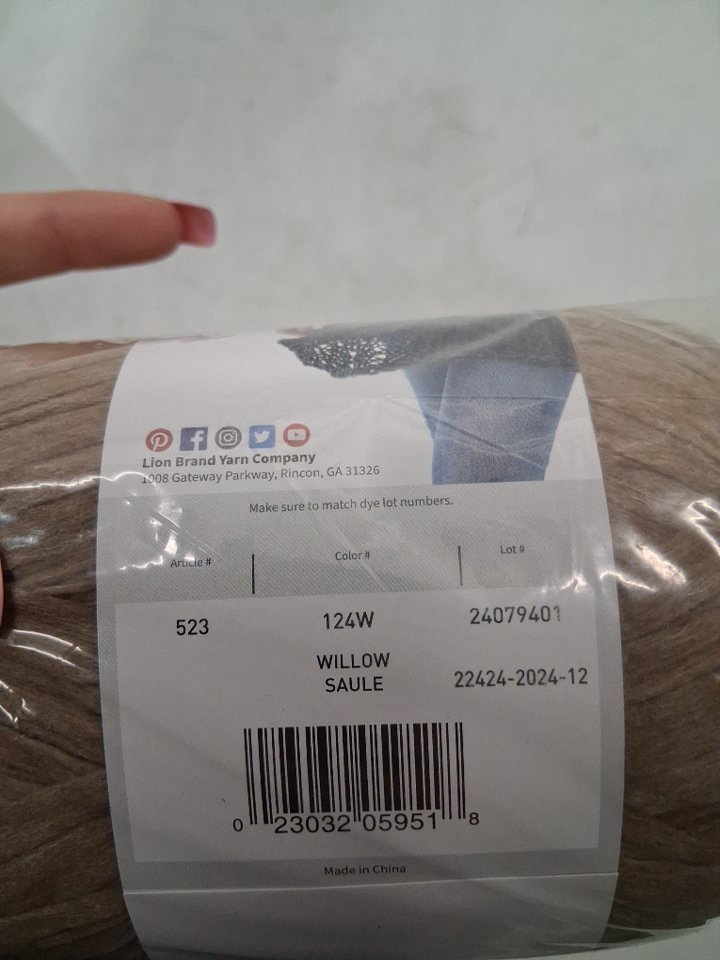 Lion Brand Yarn Company
1008 Gateway Parkway, Rincon, GA 31326
Make sure to match dye lot numbers.
Article # Color # Lot #
523 124W 24079401
WILLOW
SAULE 22424-2024-12
0 23032 05951 8
Made in China